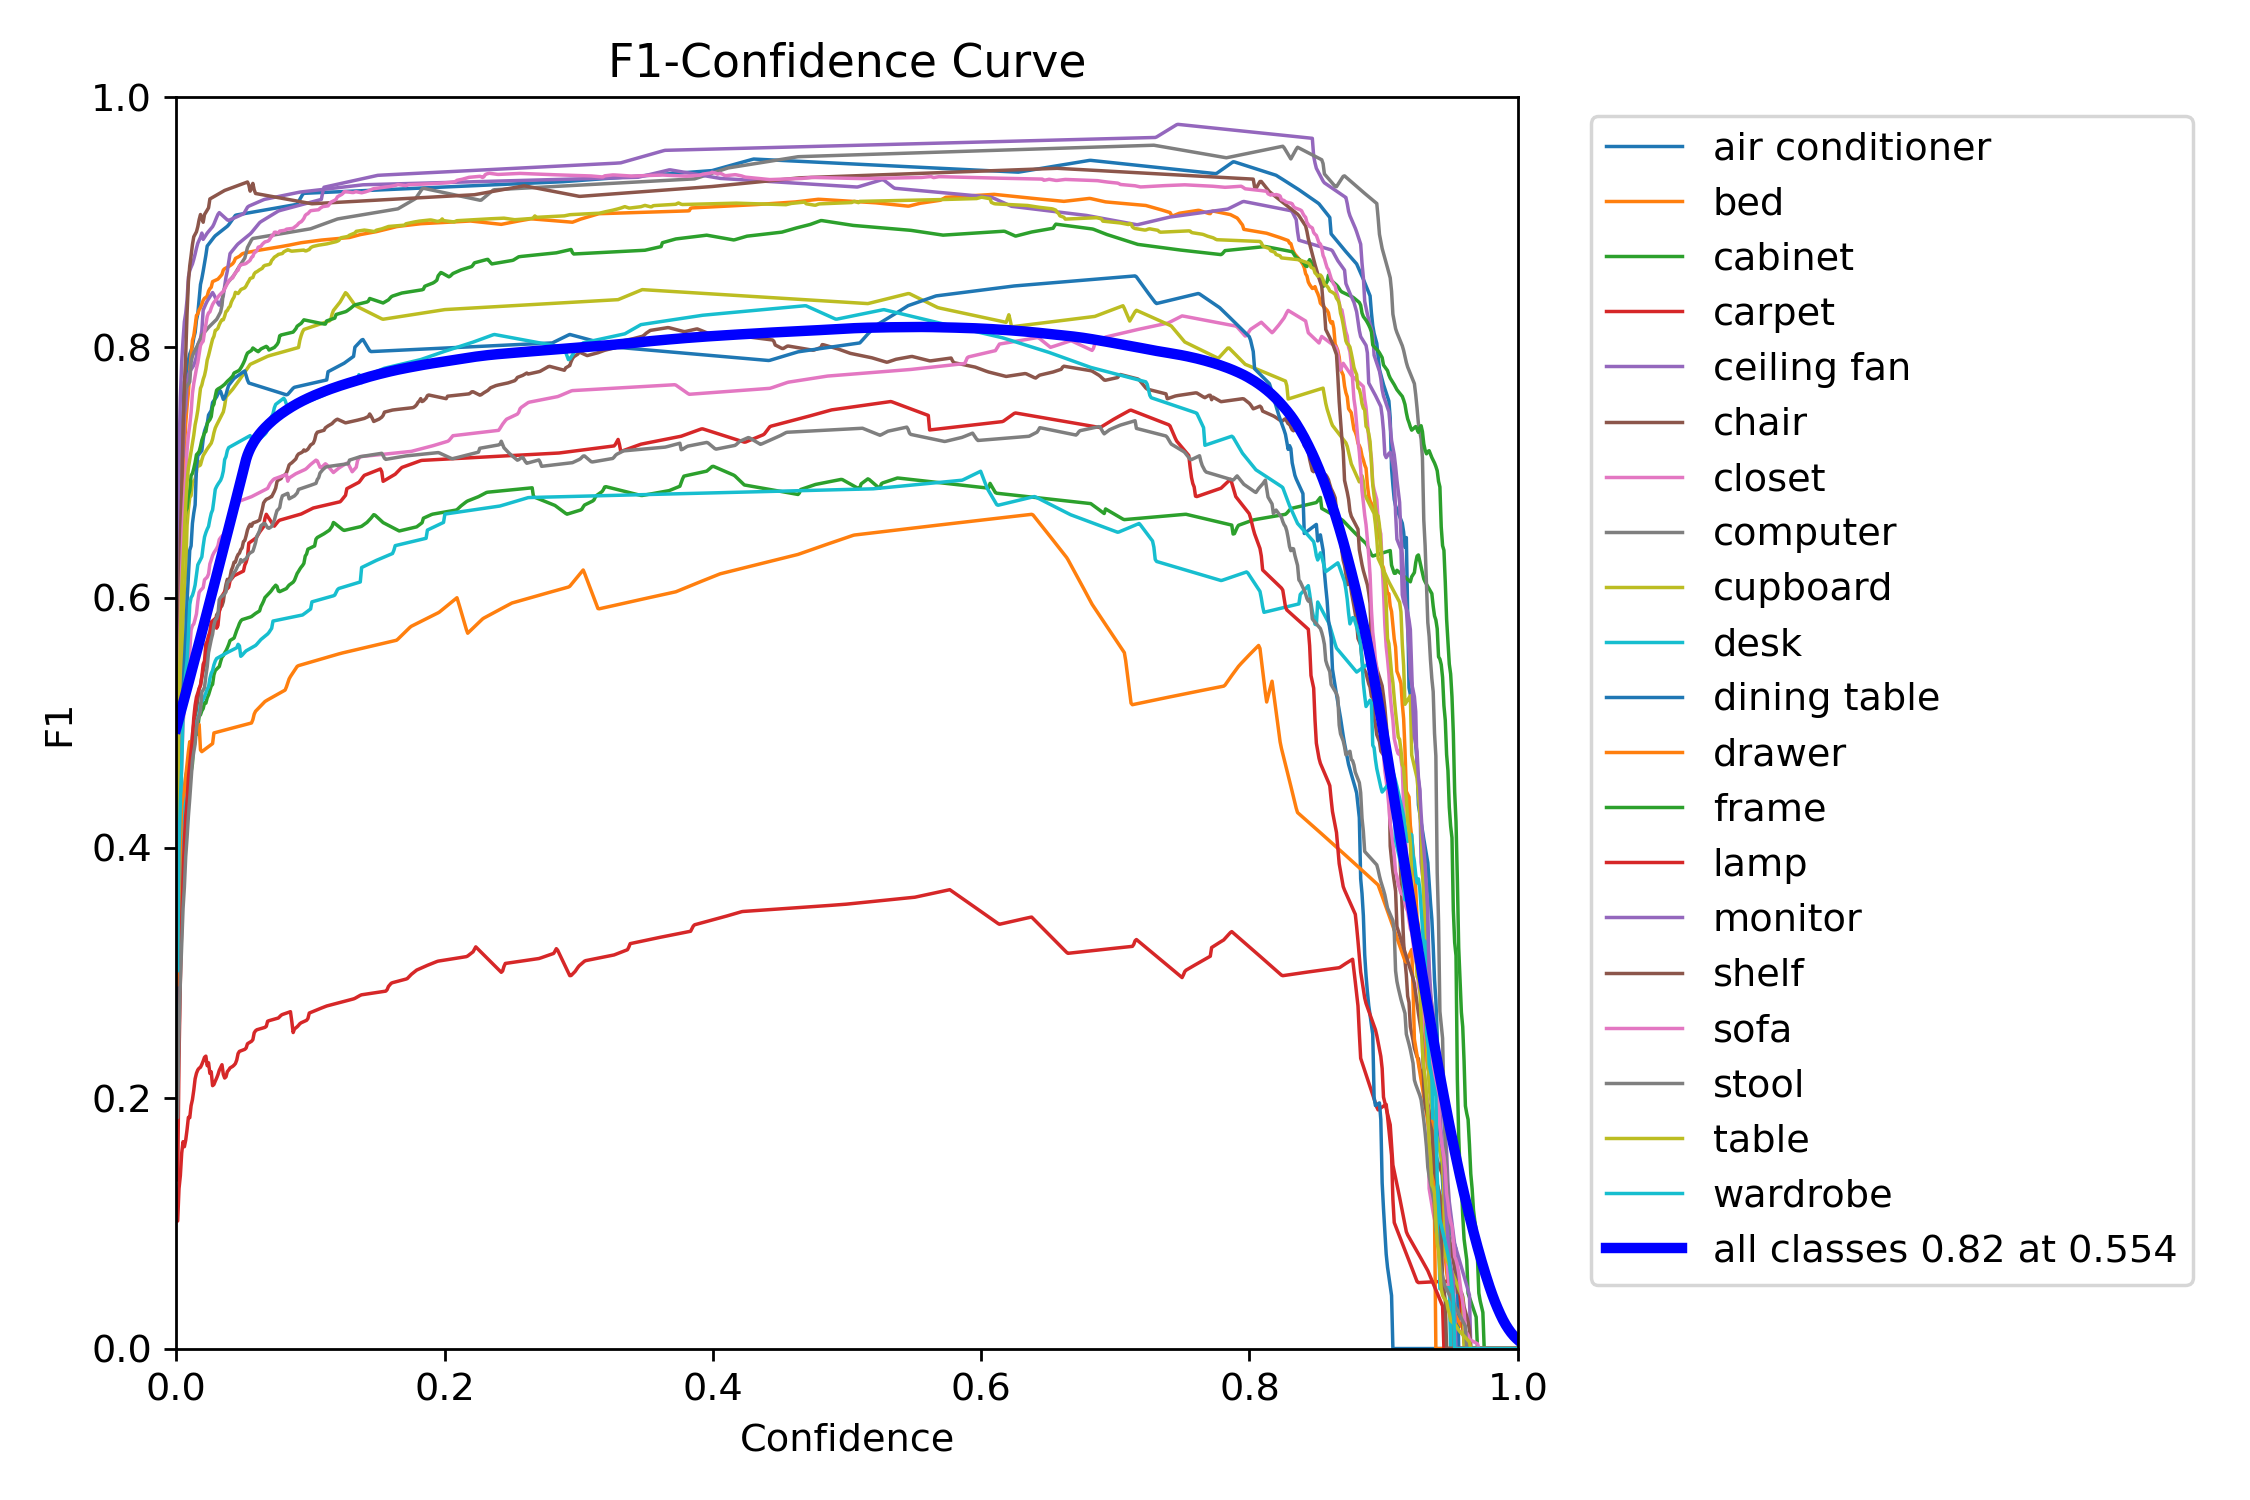 F1-Confidence Curve
1.0
0.8
0.6
0.4
0.2
0.0
F1
0.0 0.2 0.4 0.6 0.8 1.0
Confidence
air conditioner
bed
cabinet
carpet
ceiling fan
chair
closet
computer
cupboard
desk
dining table
drawer
frame
lamp
monitor
shelf
sofa
stool
table
wardrobe
all classes 0.82 at 0.554